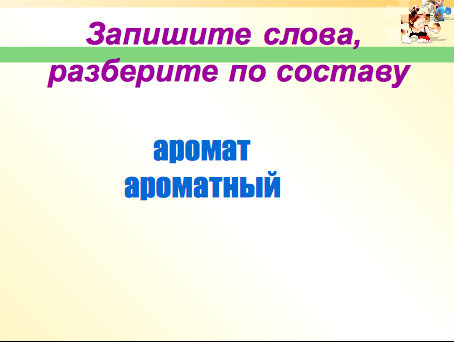 Запишите слова,
разберите по составу
аромат
ароматный